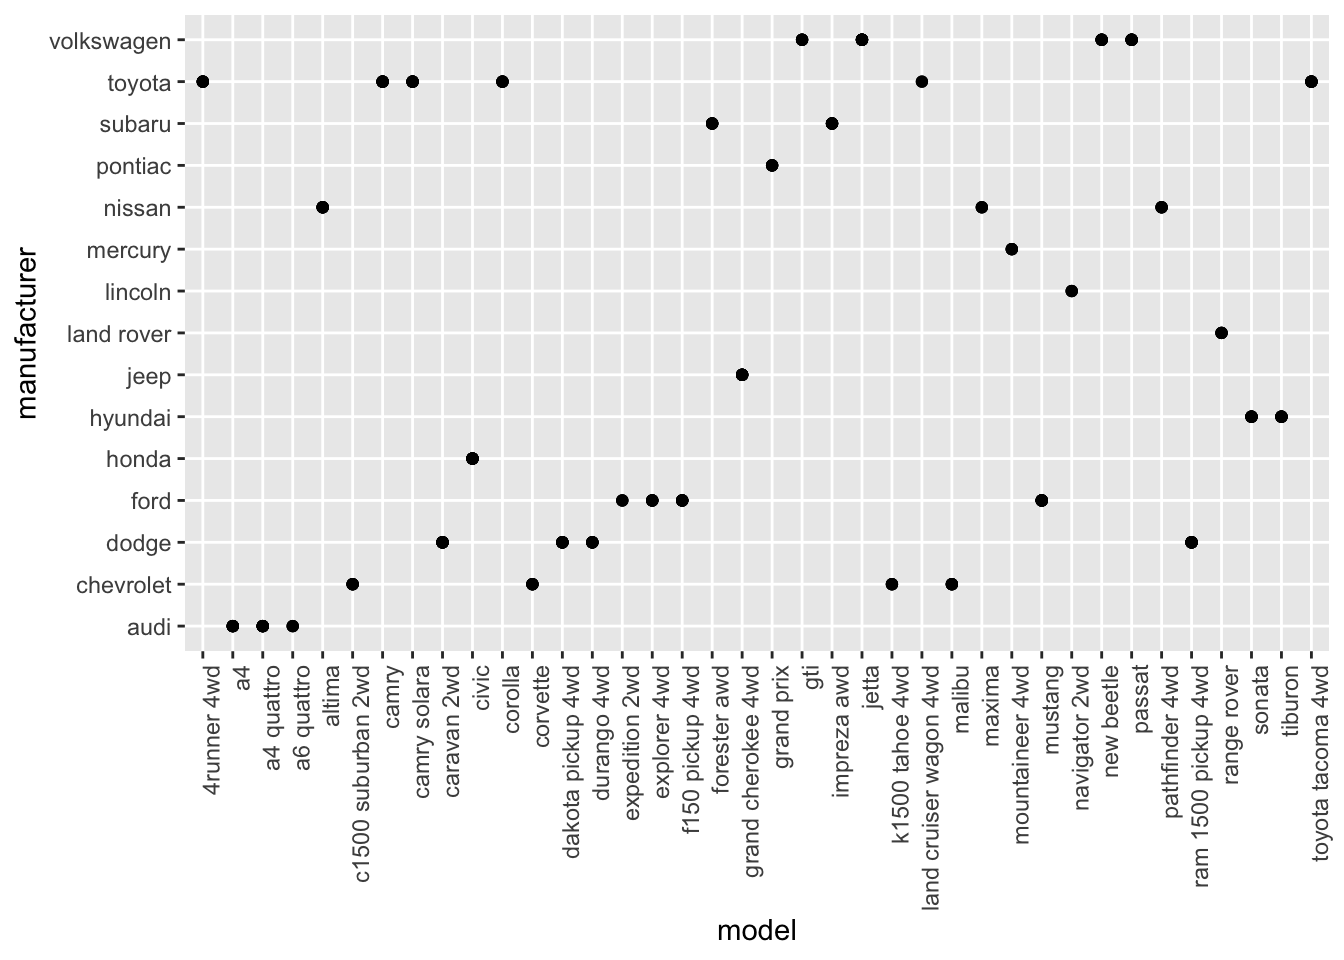 volkswagen
toyota
subaru
pontiac
nissan
mercury
lincoln
land rover
jeep
hyundai
honda
ford
dodge
chevrolet
audi
manufacturer
4runner 4wd
a4
a4 quattro
a6 quattro
altima
c1500 suburban 2wd
camry
camry solara
caravan 2wd
civic
corolla
corvette
dakota pickup 4wd
durango 4wd
expedition 2wd
explorer 4wd
f150 pickup 4wd
forester awd
grand cherokee 4wd
grand prix
gti
impreza awd
jetta
k1500 tahoe 4wd
land cruiser wagon 4wd
malibu
maxima
mountaineer 4wd
mustang
navigator 2wd
new beetle
passat
pathfinder 4wd
ram 1500 pickup 4wd
range rover
sonata
tiburon
toyota tacoma 4wd
model